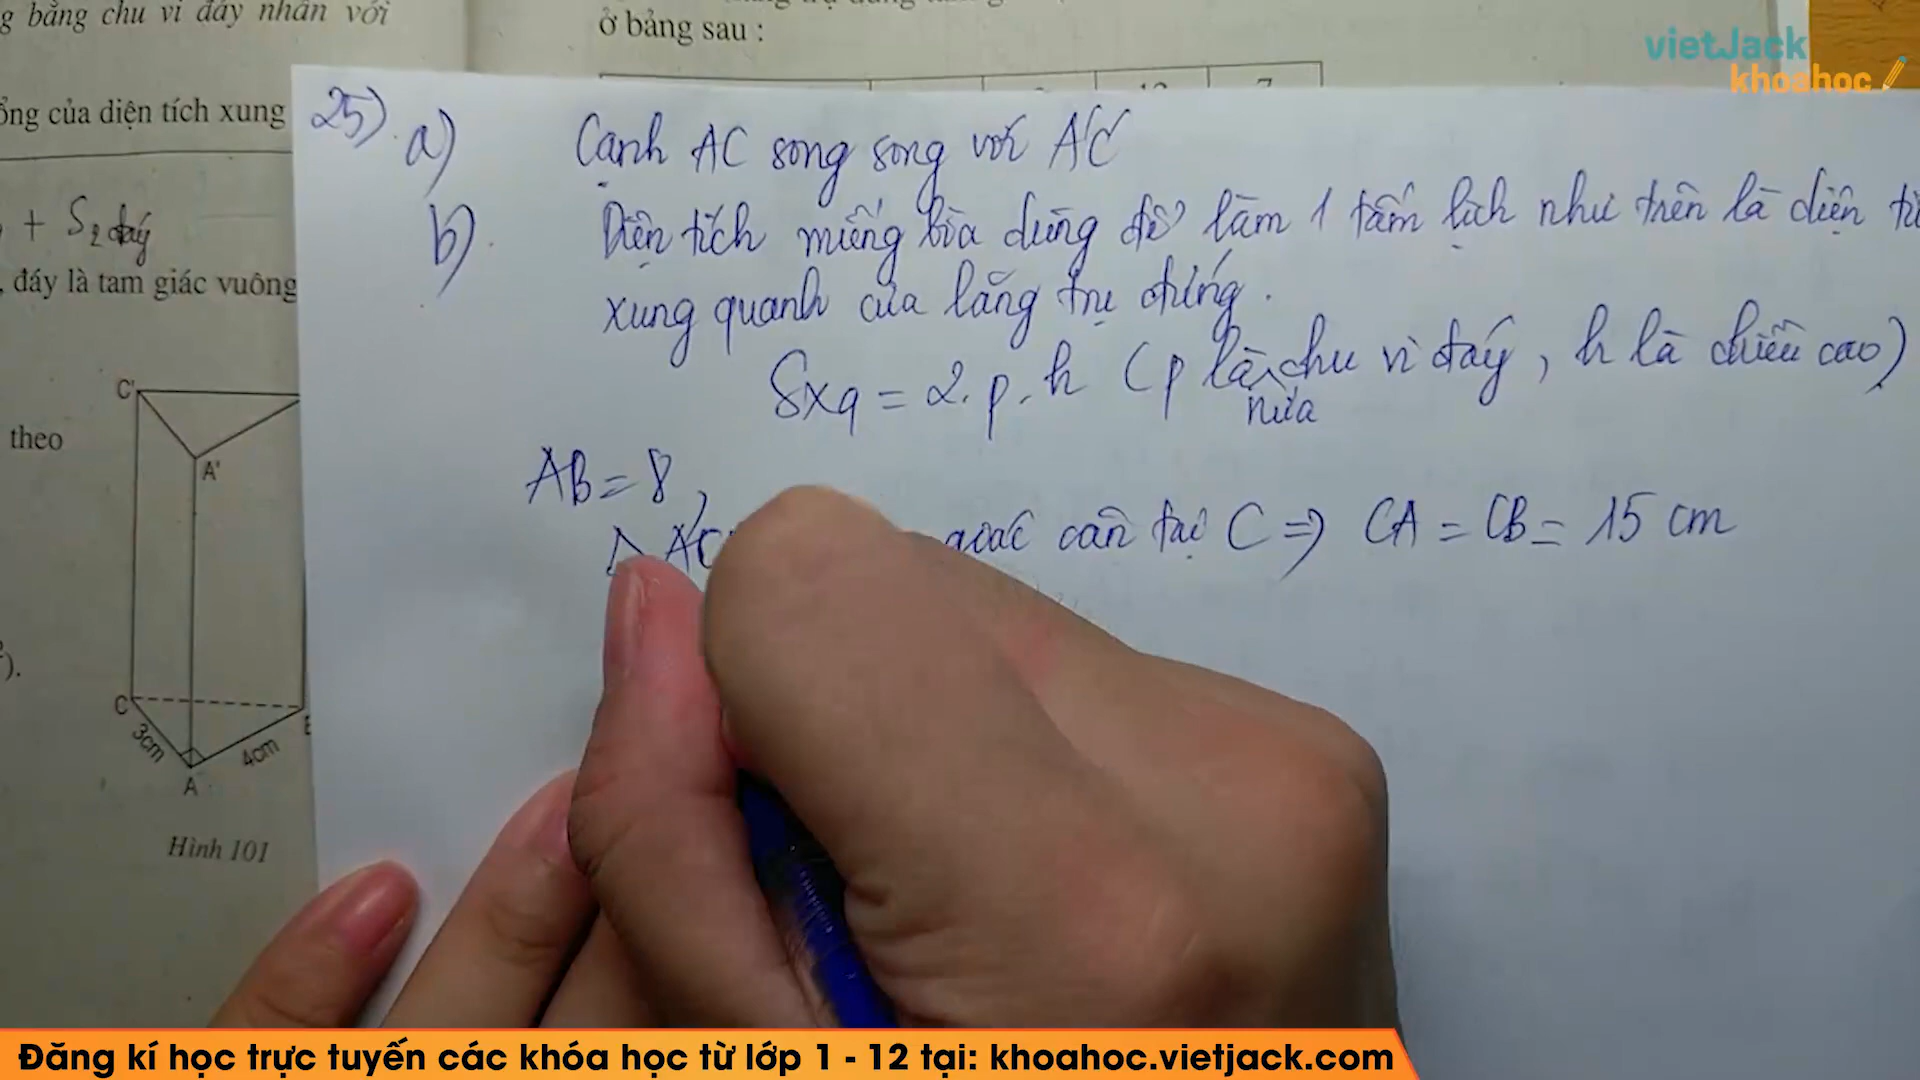 g bằng chu vi đáy nhân với
ở bảng sau :
vietJack
khoahoc
ổng của diện tích xung
+ S 2 đáy
, đáy là tam giác vuông
theo
C'
A'
C
3cm
4cm
A
Hình 101
25). a) Cạnh AC song song với A'C'
b). Diện tích miếng bìa dùng để làm 1 tấm lịch như trên là diện tí
xung quanh của lăng trụ đứng.
Sxq = 2. p. h ( p là chu vi đáy, h là chiều cao)
nửa
AB = 8,
Δ AC cân tại C => CA = CB = 15 cm
Đăng kí học trực tuyến các khóa học từ lớp 1 - 12 tại: khoahoc.vietjack.com